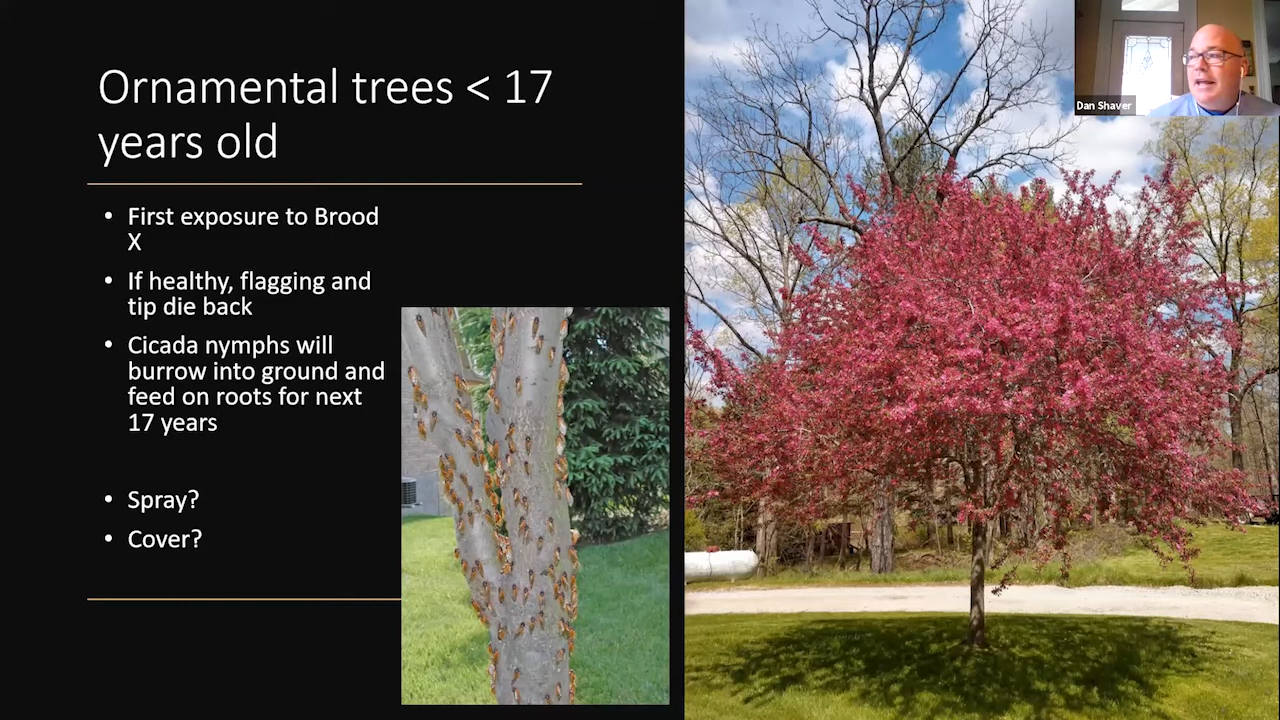 Ornamental trees < 17
years old
• First exposure to Brood
X
• If healthy, flagging and
tip die back
• Cicada nymphs will
burrow into ground and
feed on roots for next
17 years
• Spray?
• Cover?
Dan Shaver